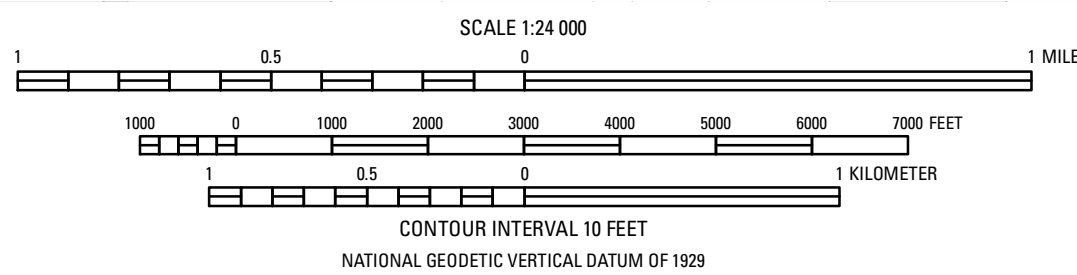 SCALE 1:24 000
1 0.5 0 1 MILE
1000 0 1000 2000 3000 4000 5000 6000 7000 FEET
1 0.5 0 1 KILOMETER
CONTOUR INTERVAL 10 FEET
NATIONAL GEODETIC VERTICAL DATUM OF 1929